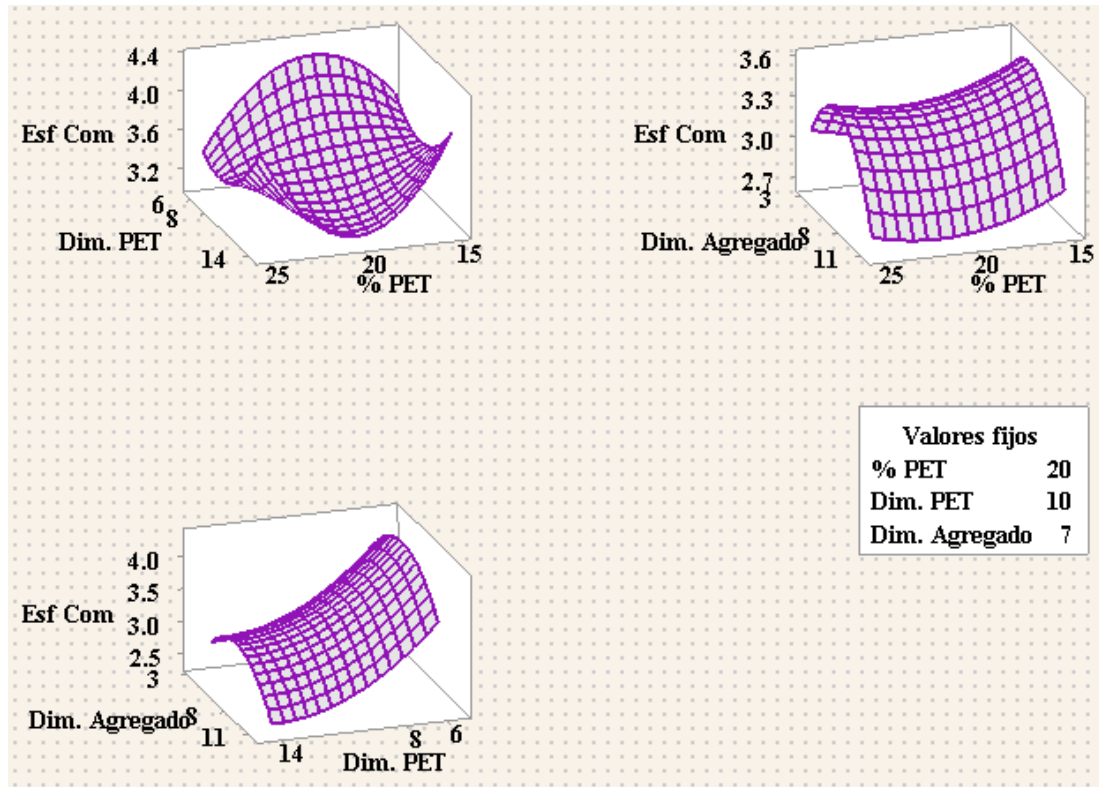 4.4
4.0
Esf Com 3.6
3.2
6
8
Dim. PET
14
25
20
15
% PET
3.6
3.3
Esf Com 3.0
2.7
3
Dim. Agregado 8
11
25
20
15
% PET
Valores fijos
% PET 20
Dim. PET 10
Dim. Agregado 7
4.0
3.5
Esf Com 3.0
2.5
3
Dim. Agregado 8
11
14
8
6
Dim. PET